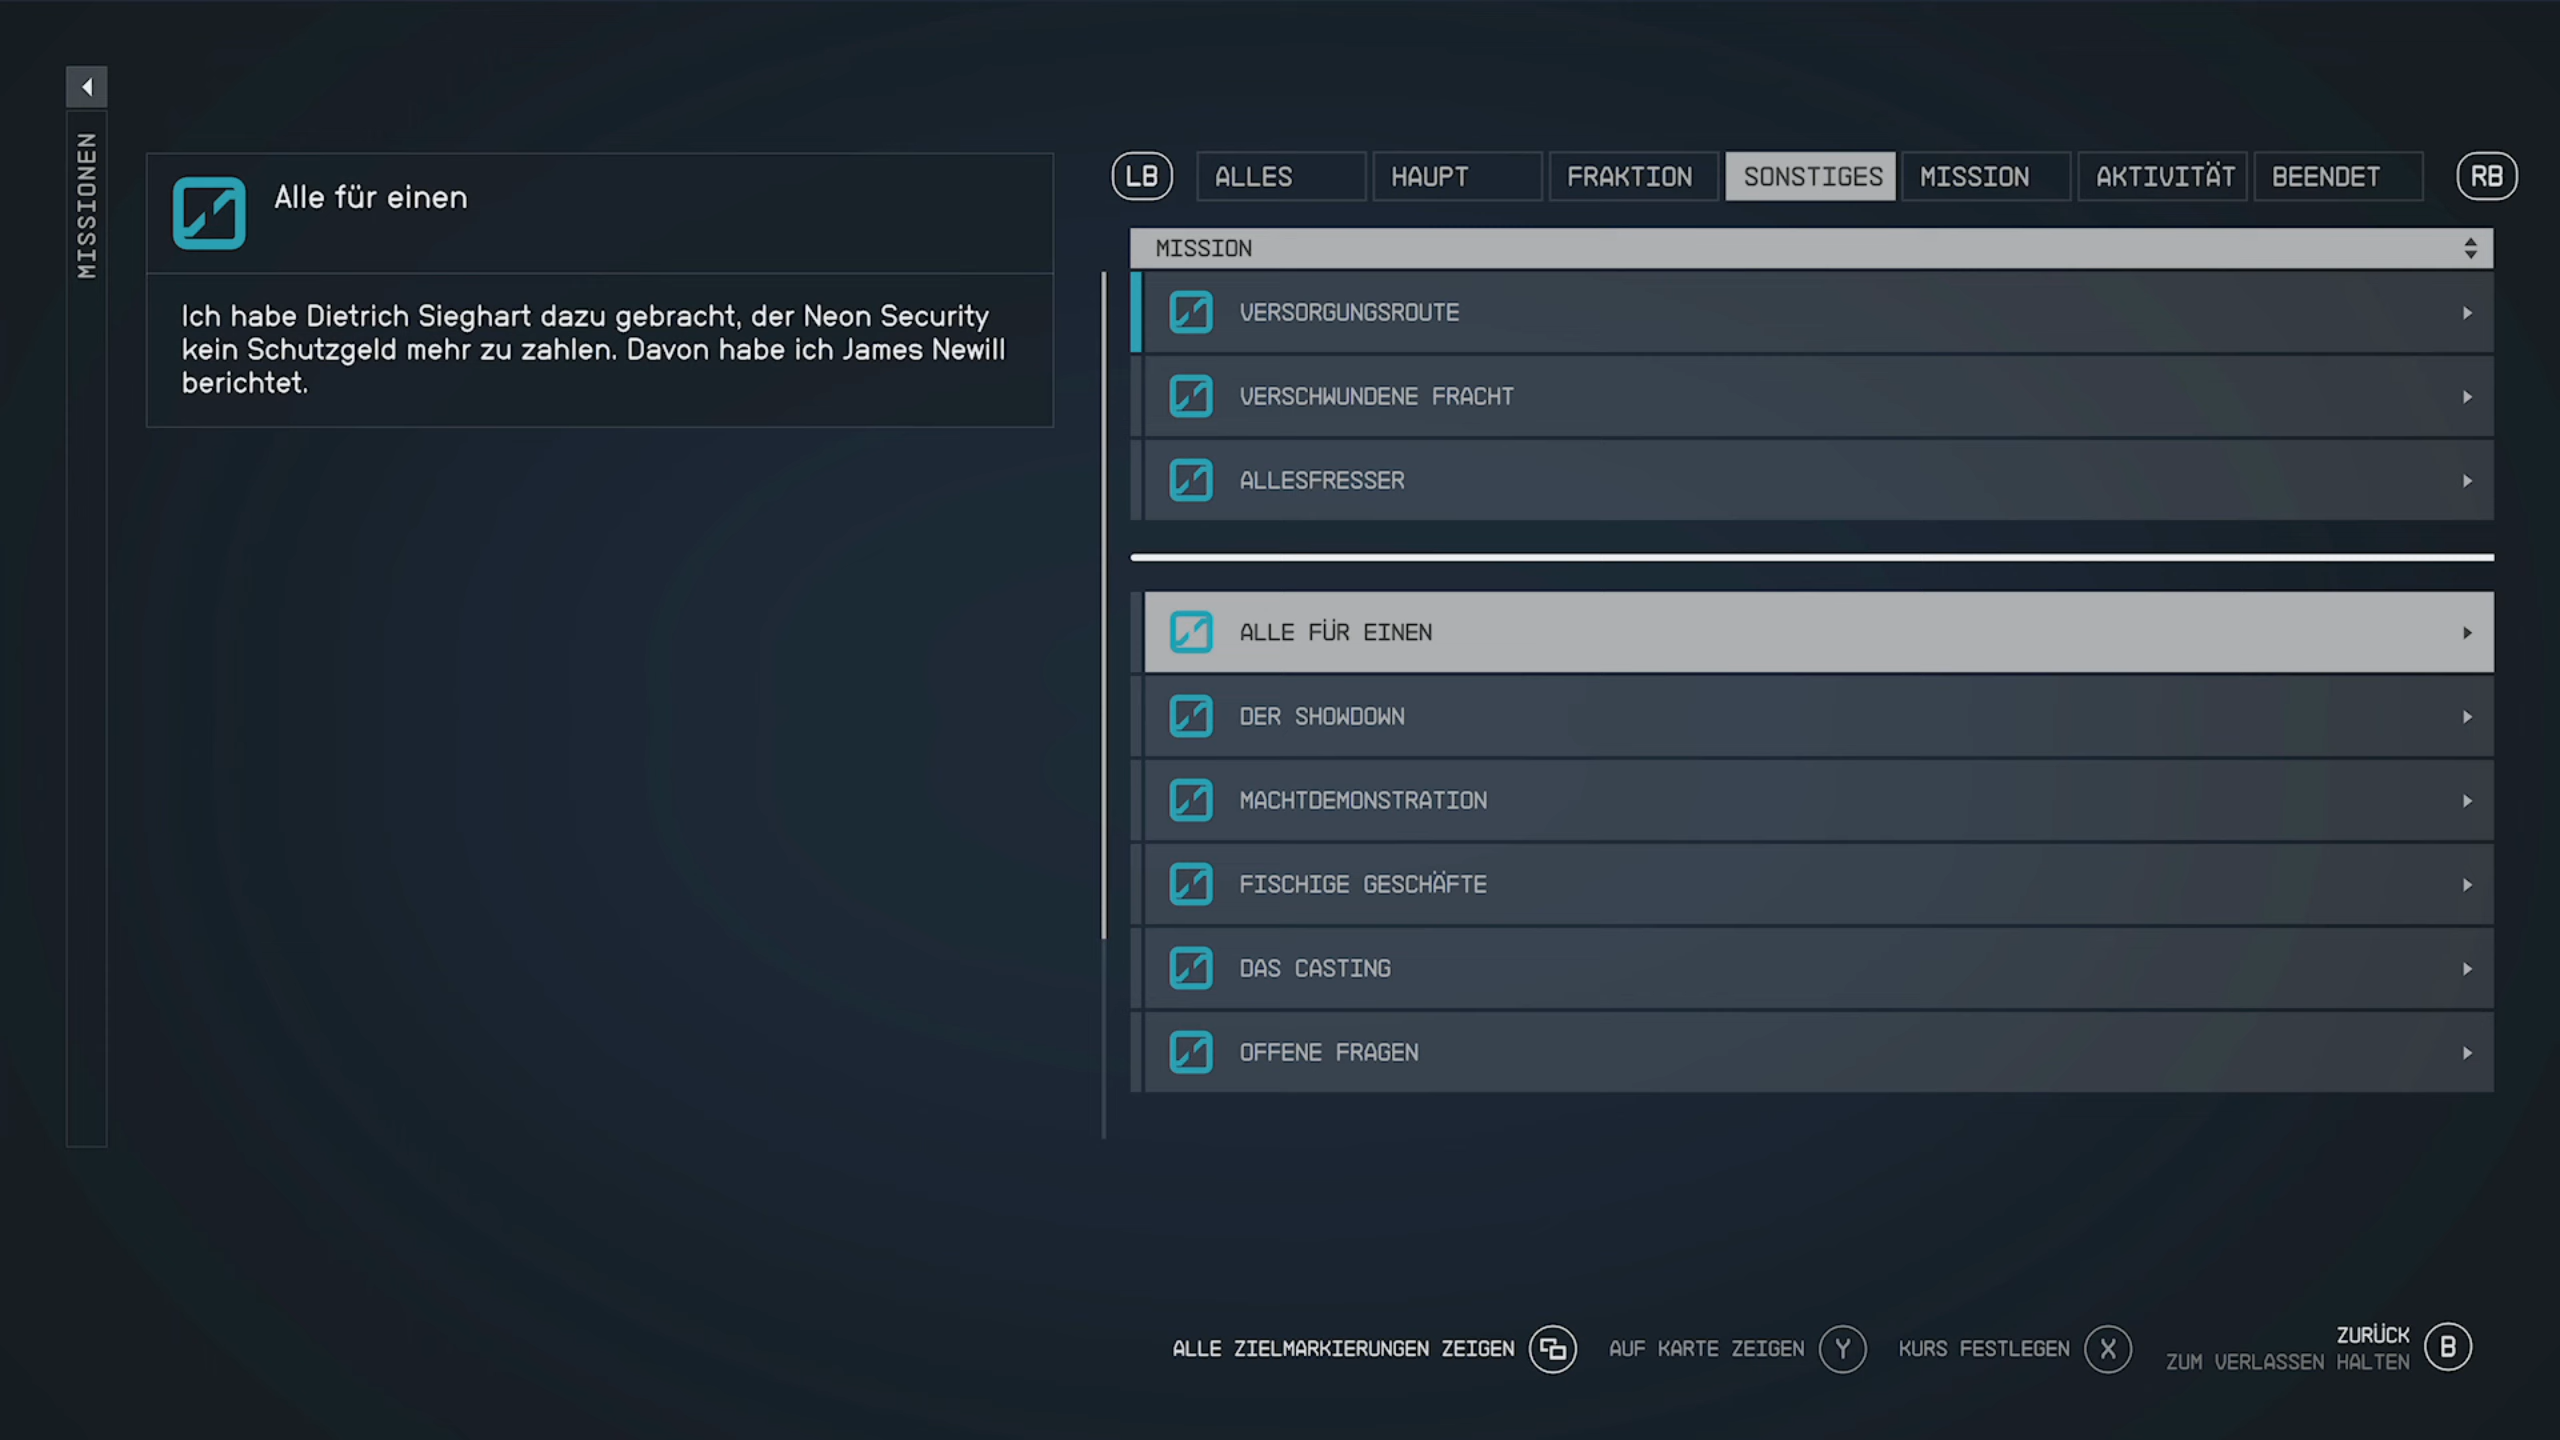 MISSIONEN
Alle für einen
Ich habe Dietrich Sieghart dazu gebracht, der Neon Security
kein Schutzgeld mehr zu zahlen. Davon habe ich James Newill
berichtet.
LB ALLES HAUPT FRAKTION SONSTIGES MISSION AKTIVITÄT BEENDET RB
MISSION
VERSORGUNGSROUTE
VERSCHWUNDENE FRACHT
ALLESFRESSER
ALLE FÜR EINEN
DER SHOWDOWN
MACHTDEMONSTRATION
FISCHIGE GESCHÄFTE
DAS CASTING
OFFENE FRAGEN
ALLE ZIELMARKIERUNGEN ZEIGEN AUF KARTE ZEIGEN Y KURS FESTLEGEN X ZURÜCK B
ZUM VERLASSEN HALTEN